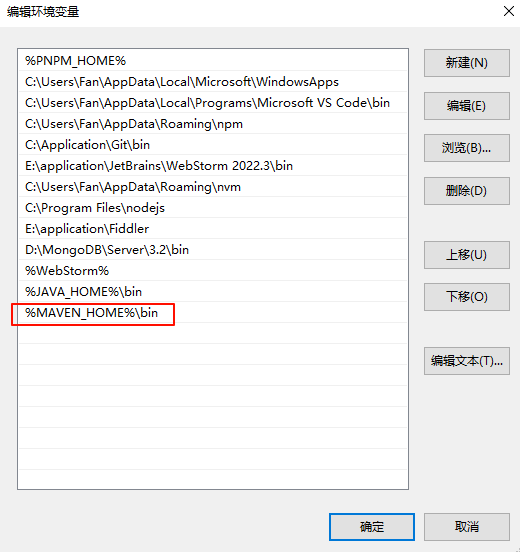 编辑环境变量
%PNPM_HOME%
C:\Users\Fan\AppData\Local\Microsoft\WindowsApps
C:\Users\Fan\AppData\Local\Programs\Microsoft VS Code\bin
C:\Users\Fan\AppData\Roaming\npm
C:\Application\Git\bin
E:\application\JetBrains\WebStorm 2022.3\bin
C:\Users\Fan\AppData\Roaming\nvm
C:\Program Files\nodejs
E:\application\Fiddler
D:\MongoDB\Server\3.2\bin
%WebStorm%
%JAVA_HOME%\bin
%MAVEN_HOME%\bin
新建(N)
编辑(E)
浏览(B)...
删除(D)
上移(U)
下移(O)
编辑文本(T)...
确定
取消